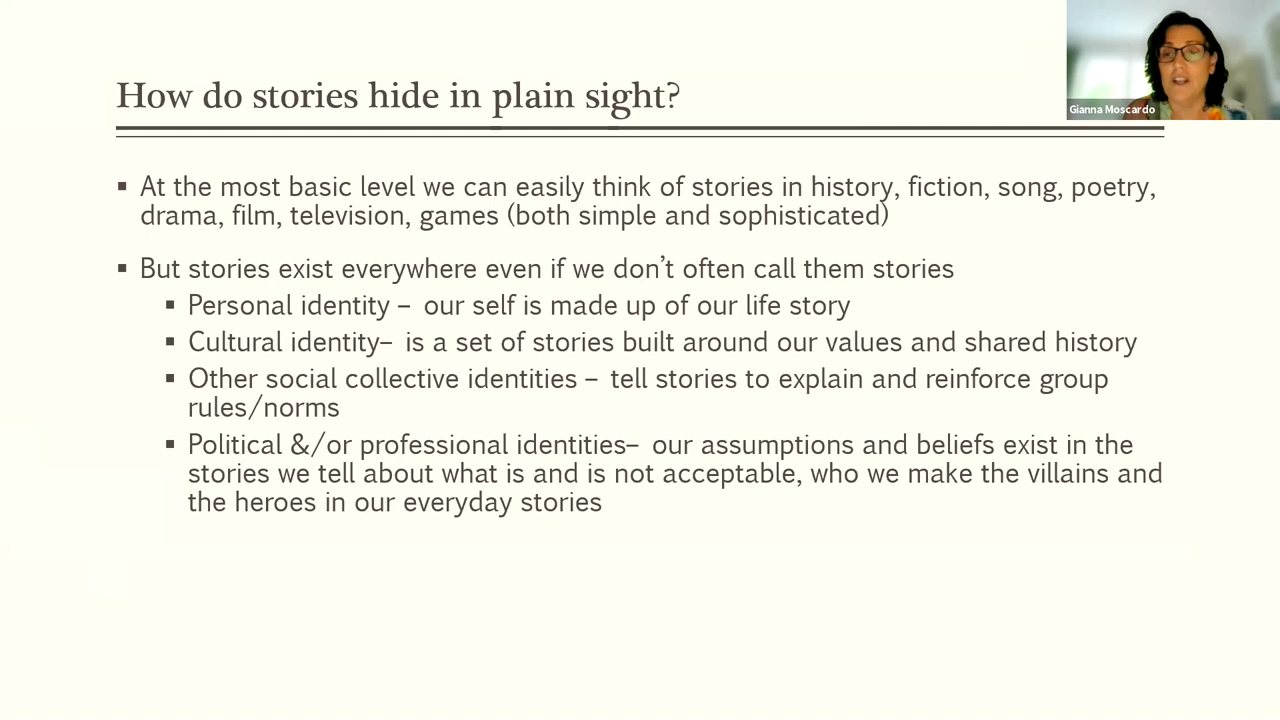 How do stories hide in plain sight?
Gianna Moscardo
▪ At the most basic level we can easily think of stories in history, fiction, song, poetry,
drama, film, television, games (both simple and sophisticated)
▪ But stories exist everywhere even if we don’t often call them stories
▪ Personal identity – our self is made up of our life story
▪ Cultural identity– is a set of stories built around our values and shared history
▪ Other social collective identities – tell stories to explain and reinforce group
rules/norms
▪ Political &/or professional identities– our assumptions and beliefs exist in the
stories we tell about what is and is not acceptable, who we make the villains and
the heroes in our everyday stories